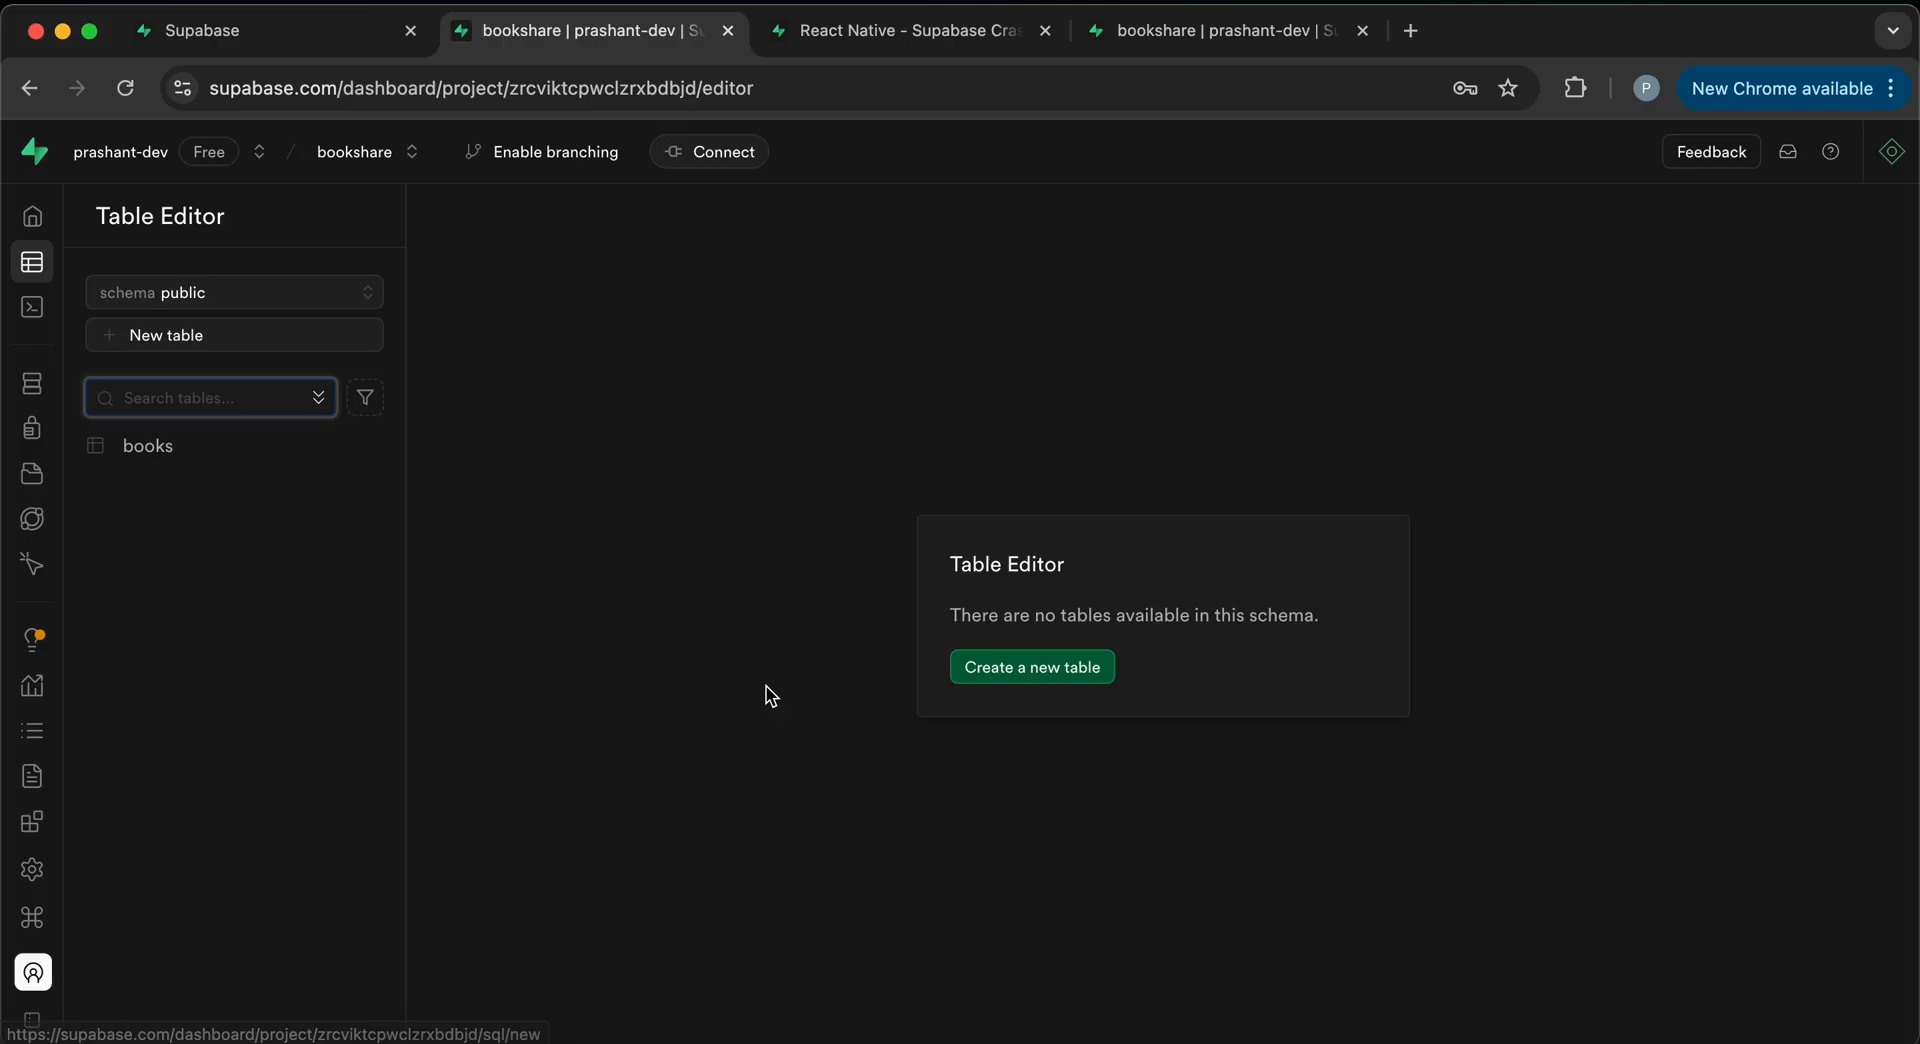 Supabase
bookshare | prashant-dev | Su
React Native - Supabase Cra
bookshare | prashant-dev | Su
supabase.com/dashboard/project/zrcviktcpwclzrxbdbjd/editor
P
New Chrome available
prashant-dev
Free
/
bookshare
Enable branching
Connect
Feedback
Table Editor
schema public
New table
Search tables...
books
Table Editor
There are no tables available in this schema.
Create a new table
https://supabase.com/dashboard/project/zrcviktcpwclzrxbdbjd/sql/new